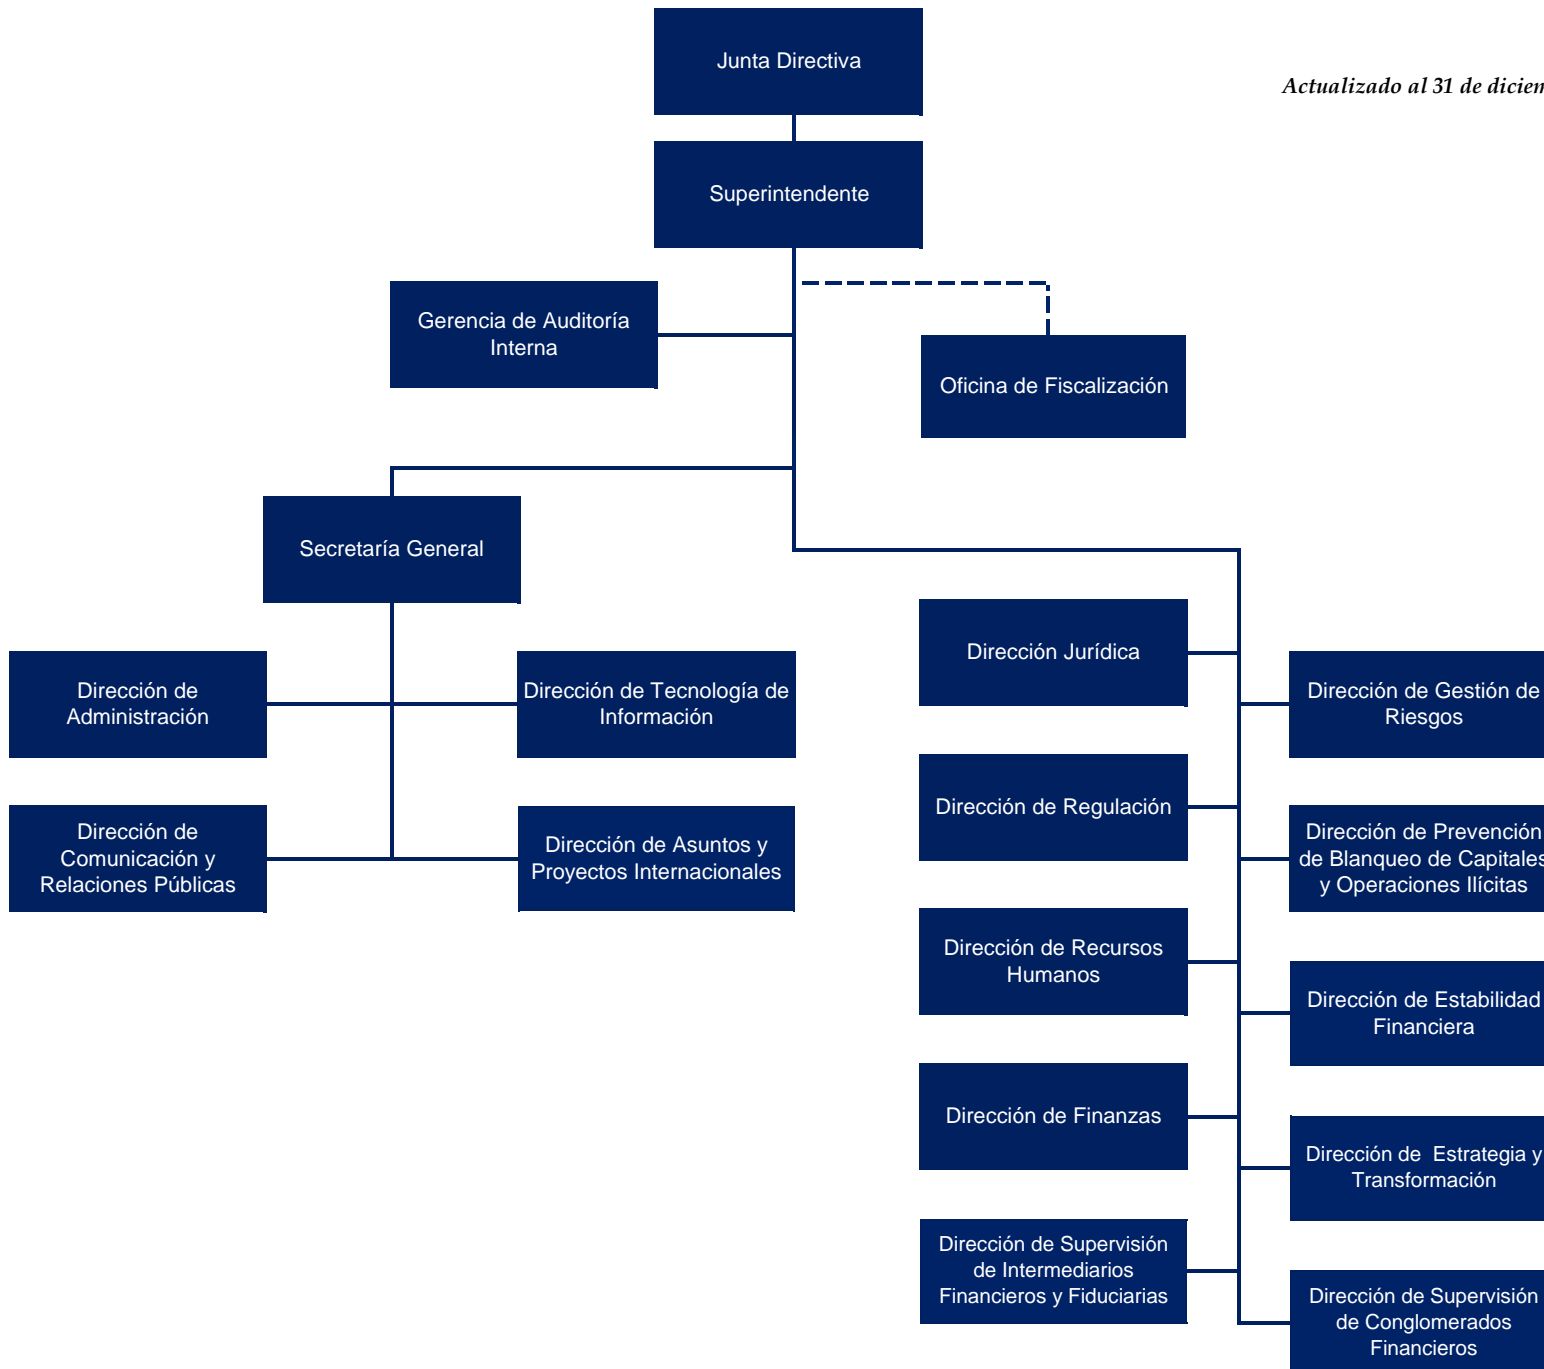 Junta Directiva
Actualizado al 31 de
Superintendente
Gerencia de Auditoría
Interna
Oficina de Fiscalización
Secretaría General
Dirección de
Administración
Dirección de Tecnología de
Información
Dirección de
Comunicación y
Relaciones Públicas
Dirección de Asuntos y
Proyectos Internacionales
Dirección Jurídica
Dirección de Gestión de
Riesgos
Dirección de Regulación
Dirección de Prevención
de Blanqueo de Capitales
y Operaciones Ilícitas
Dirección de Recursos
Humanos
Dirección de Estabilidad
Financiera
Dirección de Finanzas
Dirección de  Estrategia y
Transformación
Dirección de Supervisión
de Intermediarios
Financieros y Fiduciarias
Dirección de Supervisión
de Conglomerados
Financieros